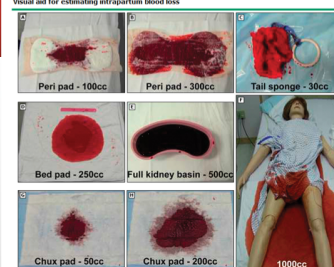 Visual aid for estimating intrapartum blood loss
A
B
C
Peri pad - 100cc
Peri pad - 300cc
Tail sponge - 30cc
D
E
F
Bed pad - 250cc
Full kidney basin - 500cc
G
H
Chux pad - 50cc
Chux pad - 200cc
1000cc